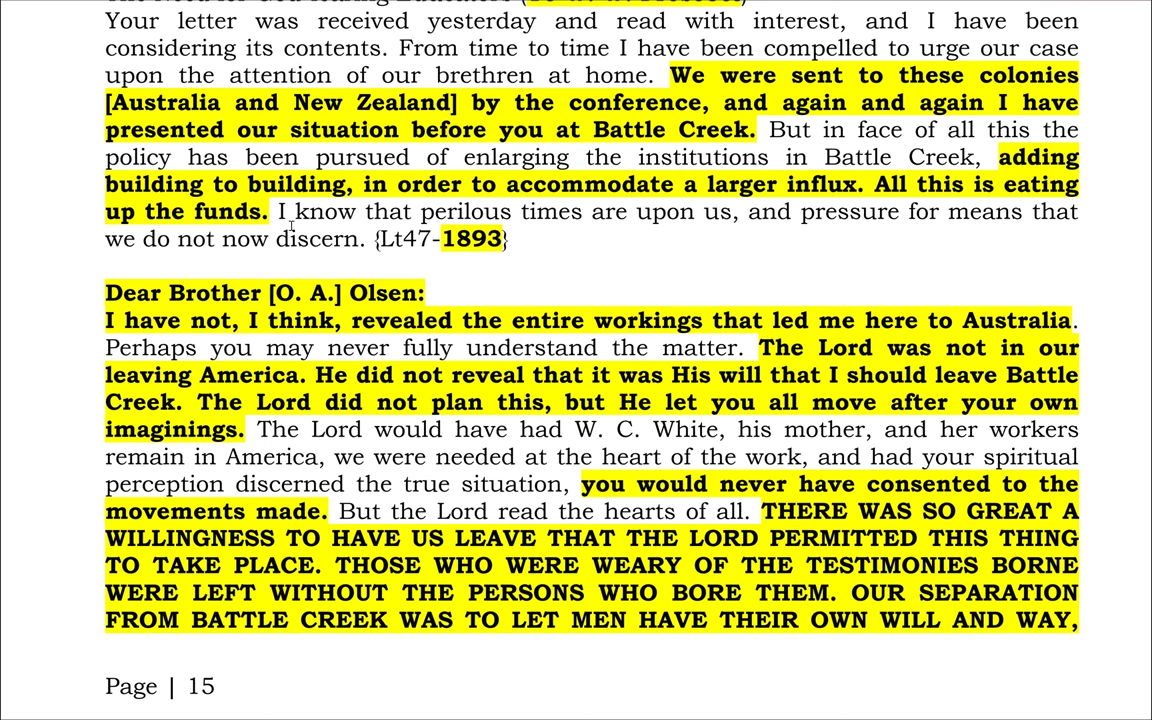 Your letter was received yesterday and read with interest, and I have been
considering its contents. From time to time I have been compelled to urge our case
upon the attention of our brethren at home. We were sent to these colonies
[Australia and New Zealand] by the conference, and again and again I have
presented our situation before you at Battle Creek. But in face of all this the
policy has been pursued of enlarging the institutions in Battle Creek, adding
building to building, in order to accommodate a larger influx. All this is eating
up the funds. I know that perilous times are upon us, and pressure for means that
we do not now discern. {Lt47-1893}
Dear Brother [O. A.] Olsen:
I have not, I think, revealed the entire workings that led me here to Australia.
Perhaps you may never fully understand the matter. The Lord was not in our
leaving America. He did not reveal that it was His will that I should leave Battle
Creek. The Lord did not plan this, but He let you all move after your own
imaginings. The Lord would have had W. C. White, his mother, and her workers
remain in America, we were needed at the heart of the work, and had your spiritual
perception discerned the true situation, you would never have consented to the
movements made. But the Lord read the hearts of all. THERE WAS SO GREAT A
WILLINGNESS TO HAVE US LEAVE THAT THE LORD PERMITTED THIS THING
TO TAKE PLACE. THOSE WHO WERE WEARY OF THE TESTIMONIES BORNE
WERE LEFT WITHOUT THE PERSONS WHO BORE THEM. OUR SEPARATION
FROM BATTLE CREEK WAS TO LET MEN HAVE THEIR OWN WILL AND WAY,
Page | 15